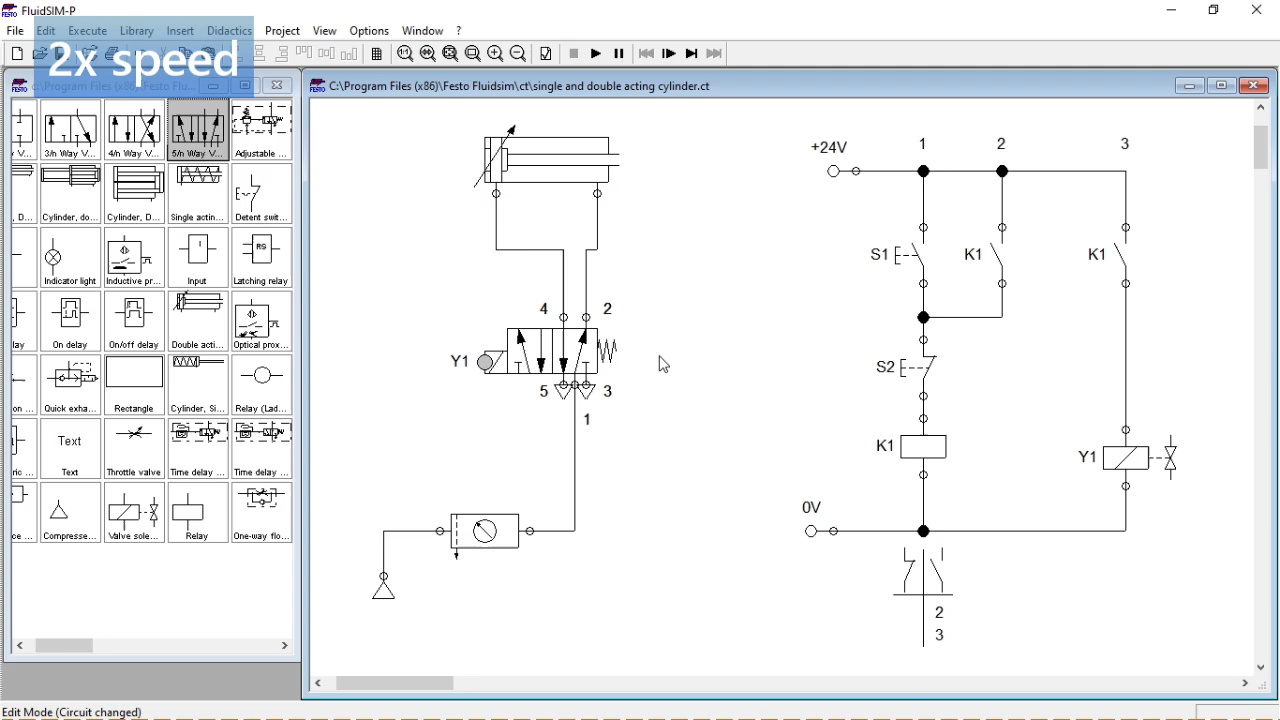 FESTO FluidSIM-P
File Edit Execute Library Insert Didactics Project View Options Window ?
2x speed
C:\Program Files (x86)\Festo Fluidsim\ct\single and double acting cylinder.ct
3/n Way V... 4/n Way V... 5/n Way V... Adjustable ...
Cylinder, do... Cylinder, D... Single actin... Detent swit...
Indicator light Inductive pr... Input Latching relay
RS
On delay On/off delay Double acti... Optical prox...
Quick exha... Rectangle Cylinder, Si... Relay (Lad...
Text
Text Throttle valve Time delay ... Time delay ...
Compresse... Valve sole... Relay One-way flo...
4 2
Y1
5 3
1
+24V 1 2 3
S1 K1 K1
S2
K1 Y1
0V
2
3
Edit Mode (Circuit changed)